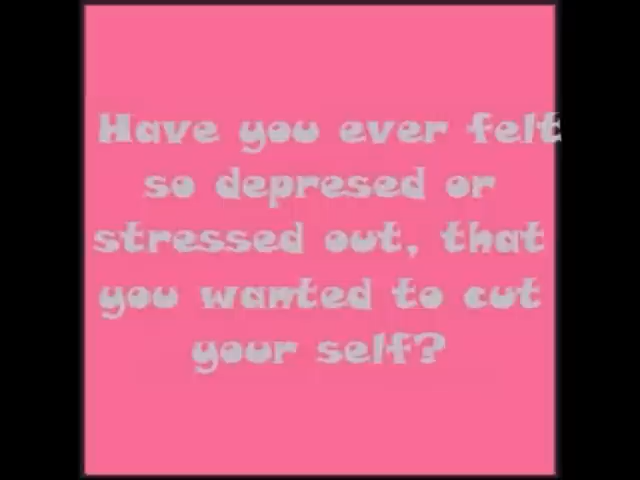 Have you ever felt
so depresed or
stressed out, that
you wanted to cut
your self?